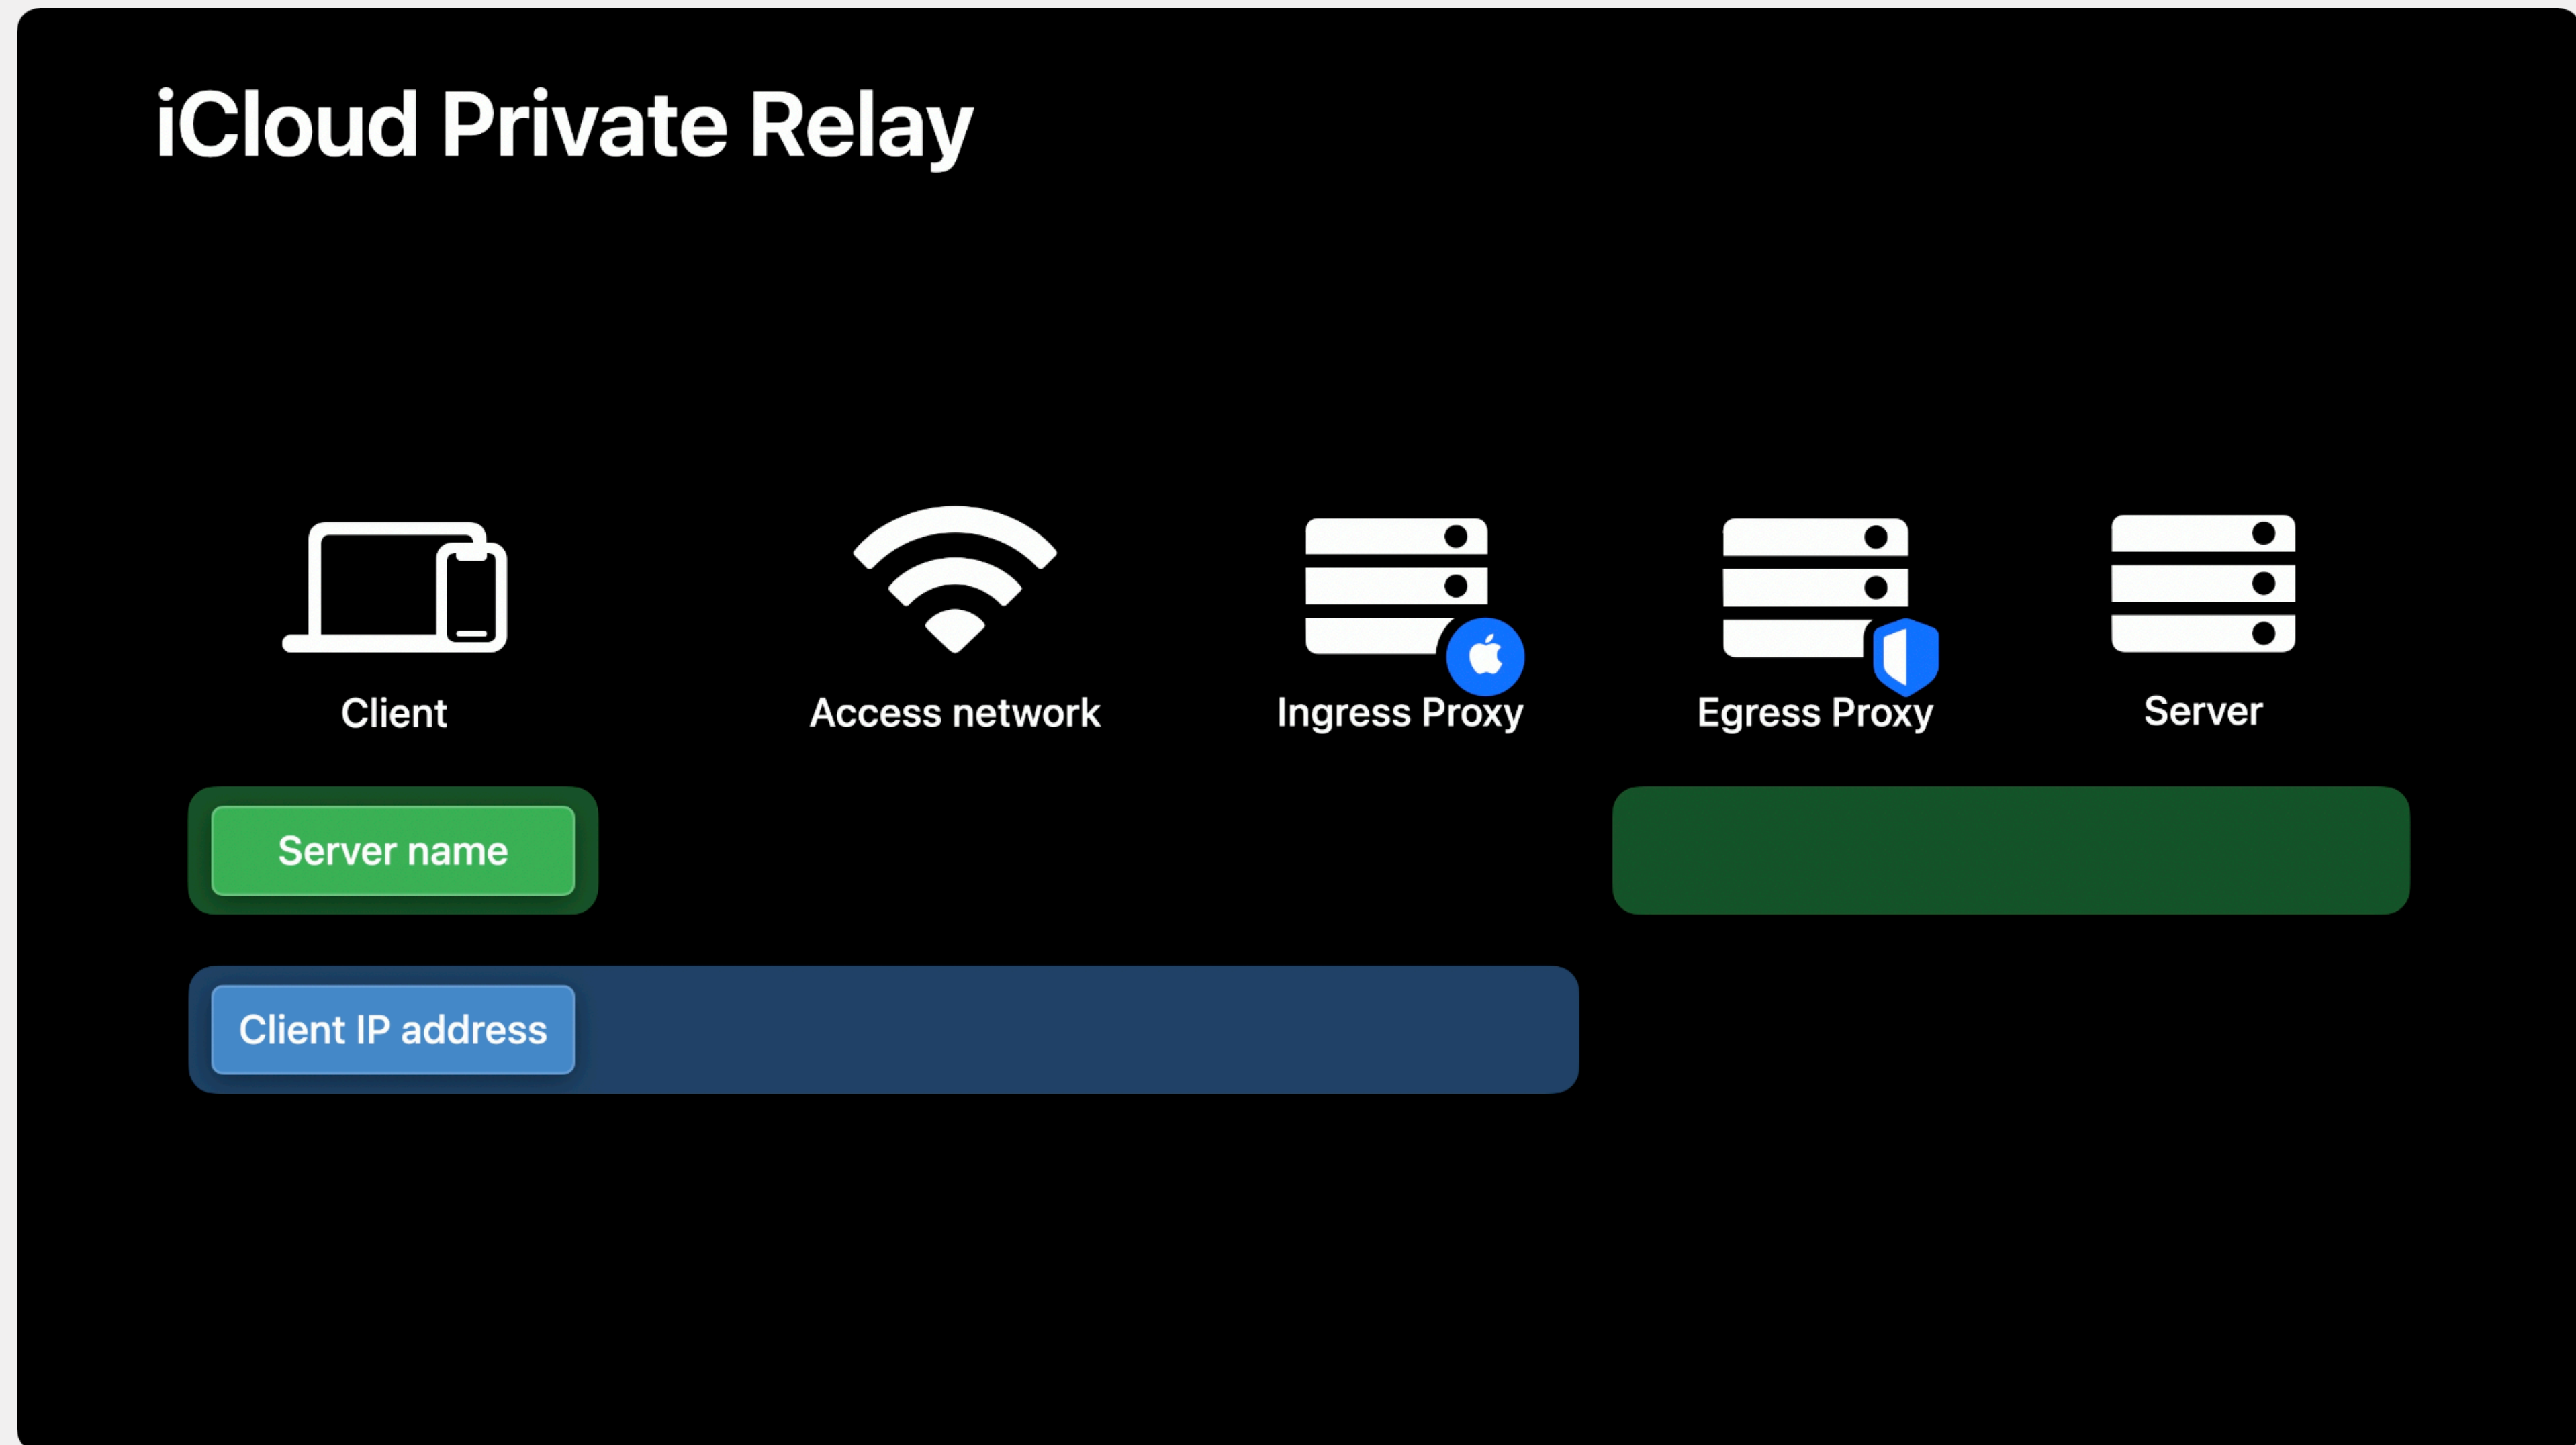 iCloud Private Relay
Client
Access network
Ingress Proxy
Egress Proxy
Server
Server name
Client IP address